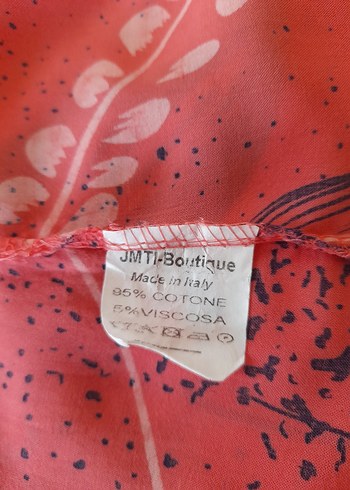 JMTI-Boutique
Made in Italy
95% COTONE
5%VISCOSA